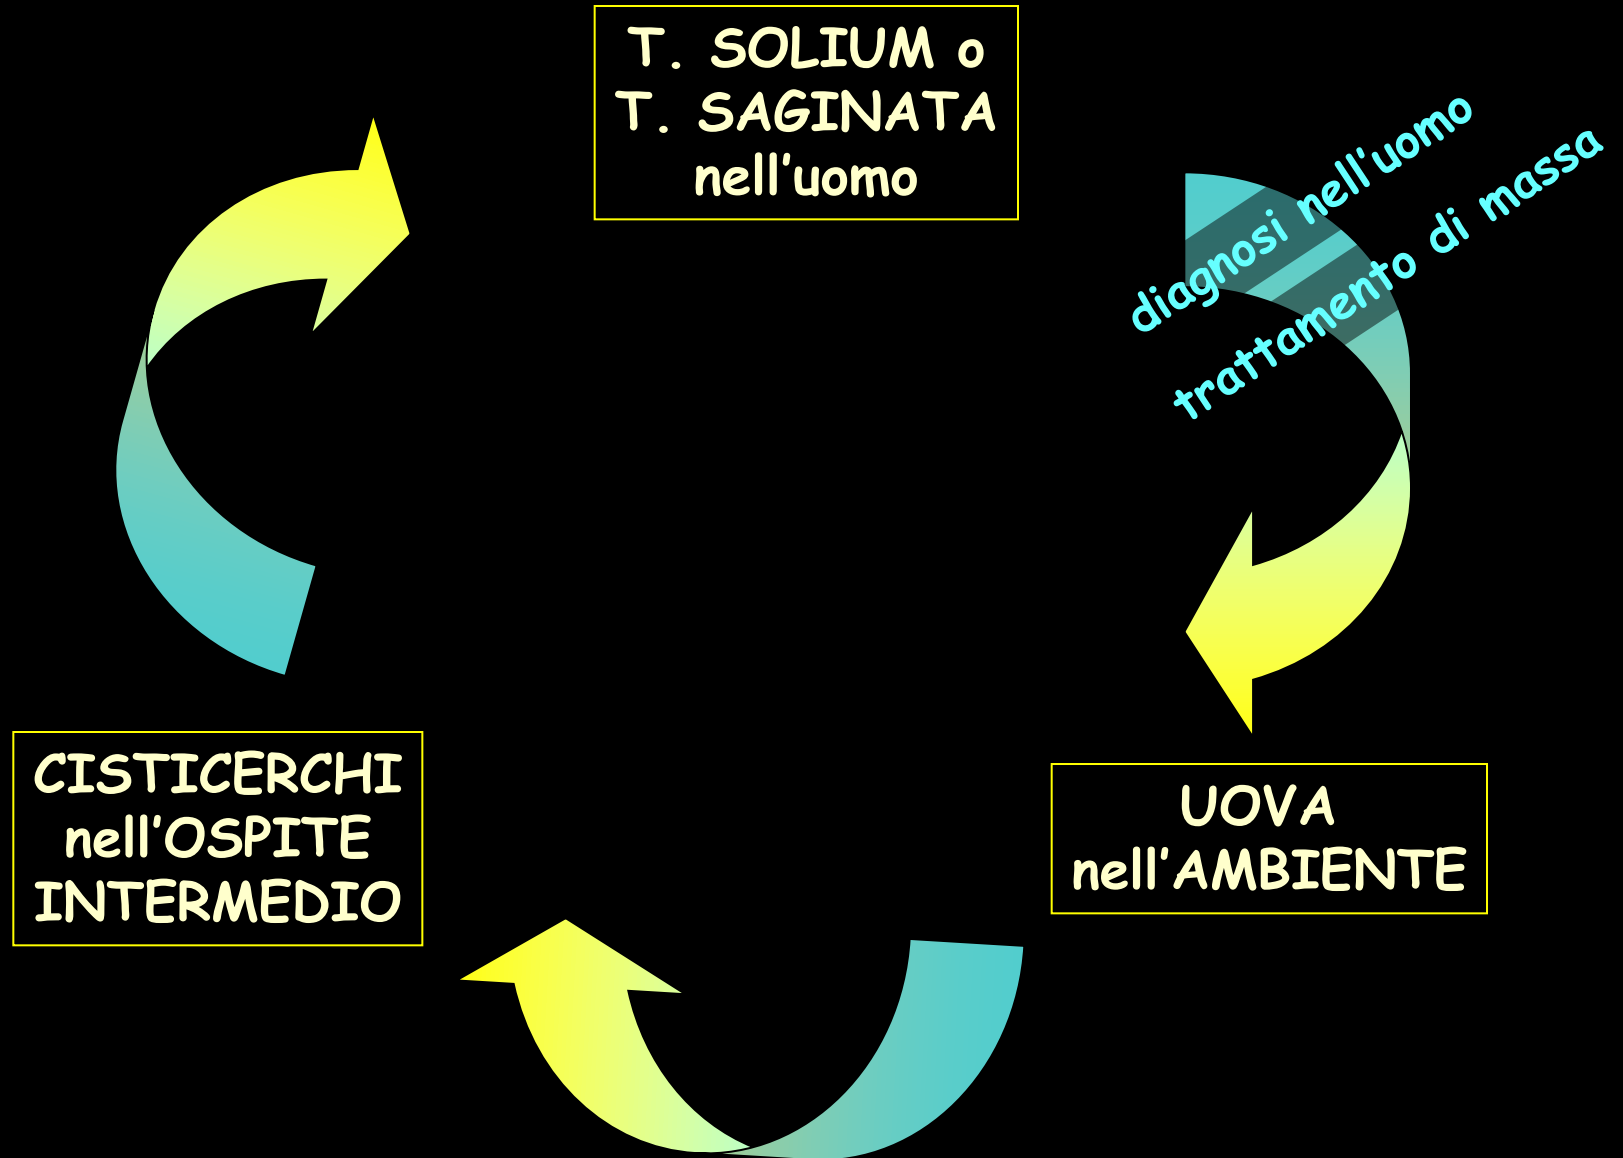 T. SOLIUM o
T. SAGINATA
nell'uomo
diagnosi nell'uomo
trattamento di massa
CISTICERCHI
nell'OSPITE
INTERMEDIO
UOVA
nell'AMBIENTE